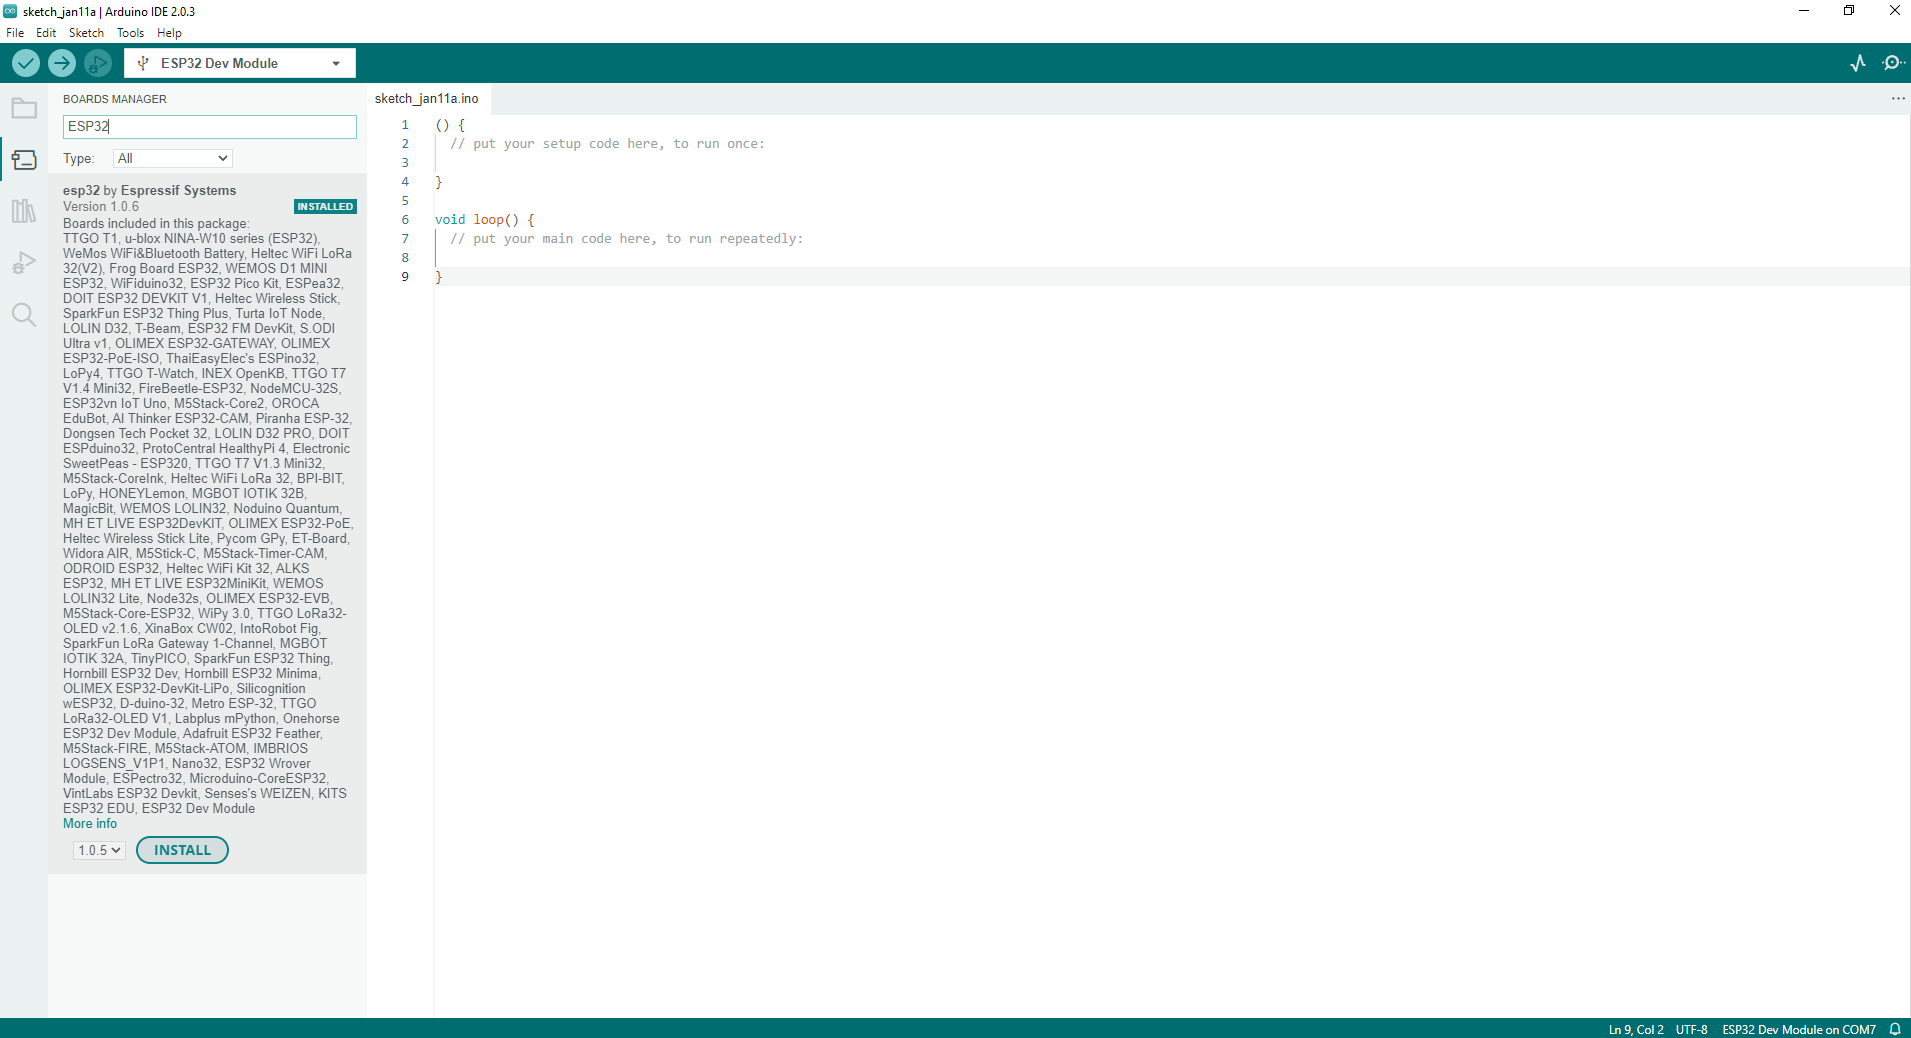 sketch_jan11a | Arduino IDE 2.0.3
File Edit Sketch Tools Help
ESP32 Dev Module
BOARDS MANAGER
ESP32
Type: All
esp32 by Espressif Systems
Version 1.0.6 INSTALLED
Boards included in this package:
TTGO T1, u-blox NINA-W10 series (ESP32),
WeMos WiFi&Bluetooth Battery, Heltec WiFi LoRa
32(V2), Frog Board ESP32, WEMOS D1 MINI
ESP32, WiFiduino32, ESP32 Pico Kit, ESPea32,
DOIT ESP32 DEVKIT V1, Heltec Wireless Stick,
SparkFun ESP32 Thing Plus, Turta IoT Node,
LOLIN D32, T-Beam, ESP32 FM DevKit, S.ODI
Ultra v1, OLIMEX ESP32-GATEWAY, OLIMEX
ESP32-PoE-ISO, ThaiEasyElec's ESPino32,
LoPy4, TTGO T-Watch, INEX OpenKB, TTGO T7
V1.4 Mini32, FireBeetle-ESP32, NodeMCU-32S,
ESP32vn IoT Uno, M5Stack-Core2, OROCA
EduBot, AI Thinker ESP32-CAM, Piranha ESP-32,
Dongsen Tech Pocket 32, LOLIN D32 PRO, DOIT
ESPduino32, ProtoCentral HealthyPi 4, Electronic
SweetPeas - ESP320, TTGO T7 V1.3 Mini32,
M5Stack-CoreInk, Heltec WiFi LoRa 32, BPI-BIT,
LoPy, HONEYLemon, MGBOT IOTIK 32B,
MagicBit, WEMOS LOLIN32, Noduino Quantum,
MH ET LIVE ESP32DevKIT, OLIMEX ESP32-PoE,
Heltec Wireless Stick Lite, Pycom GPy, ET-Board,
Widora AIR, M5Stick-C, M5Stack-Timer-CAM,
ODROID ESP32, Heltec WiFi Kit 32, ALKS
ESP32, MH ET LIVE ESP32MiniKit, WEMOS
LOLIN32 Lite, Node32s, OLIMEX ESP32-EVB,
M5Stack-Core-ESP32, WiPy 3.0, TTGO LoRa32-
OLED v2.1.6, XinaBox CW02, IntoRobot Fig,
SparkFun LoRa Gateway 1-Channel, MGBOT
IOTIK 32A, TinyPICO, SparkFun ESP32 Thing,
Hornbill ESP32 Dev, Hornbill ESP32 Minima,
OLIMEX ESP32-DevKit-LiPo, Silicognition
wESP32, D-duino-32, Metro ESP-32, TTGO
LoRa32-OLED V1, Labplus mPython, Onehorse
ESP32 Dev Module, Adafruit ESP32 Feather,
M5Stack-FIRE, M5Stack-ATOM, IMBRIOS
LOGSENS_V1P1, Nano32, ESP32 Wrover
Module, ESPectro32, Microduino-CoreESP32,
VintLabs ESP32 Devkit, Senses's WEIZEN, KITS
ESP32 EDU, ESP32 Dev Module
More info
1.0.5 INSTALL
sketch_jan11a.ino
1 () {
2 // put your setup code here, to run once:
3
4 }
5
6 void loop() {
7 // put your main code here, to run repeatedly:
8
9 }
Ln 9, Col 2 UTF-8 ESP32 Dev Module on COM7